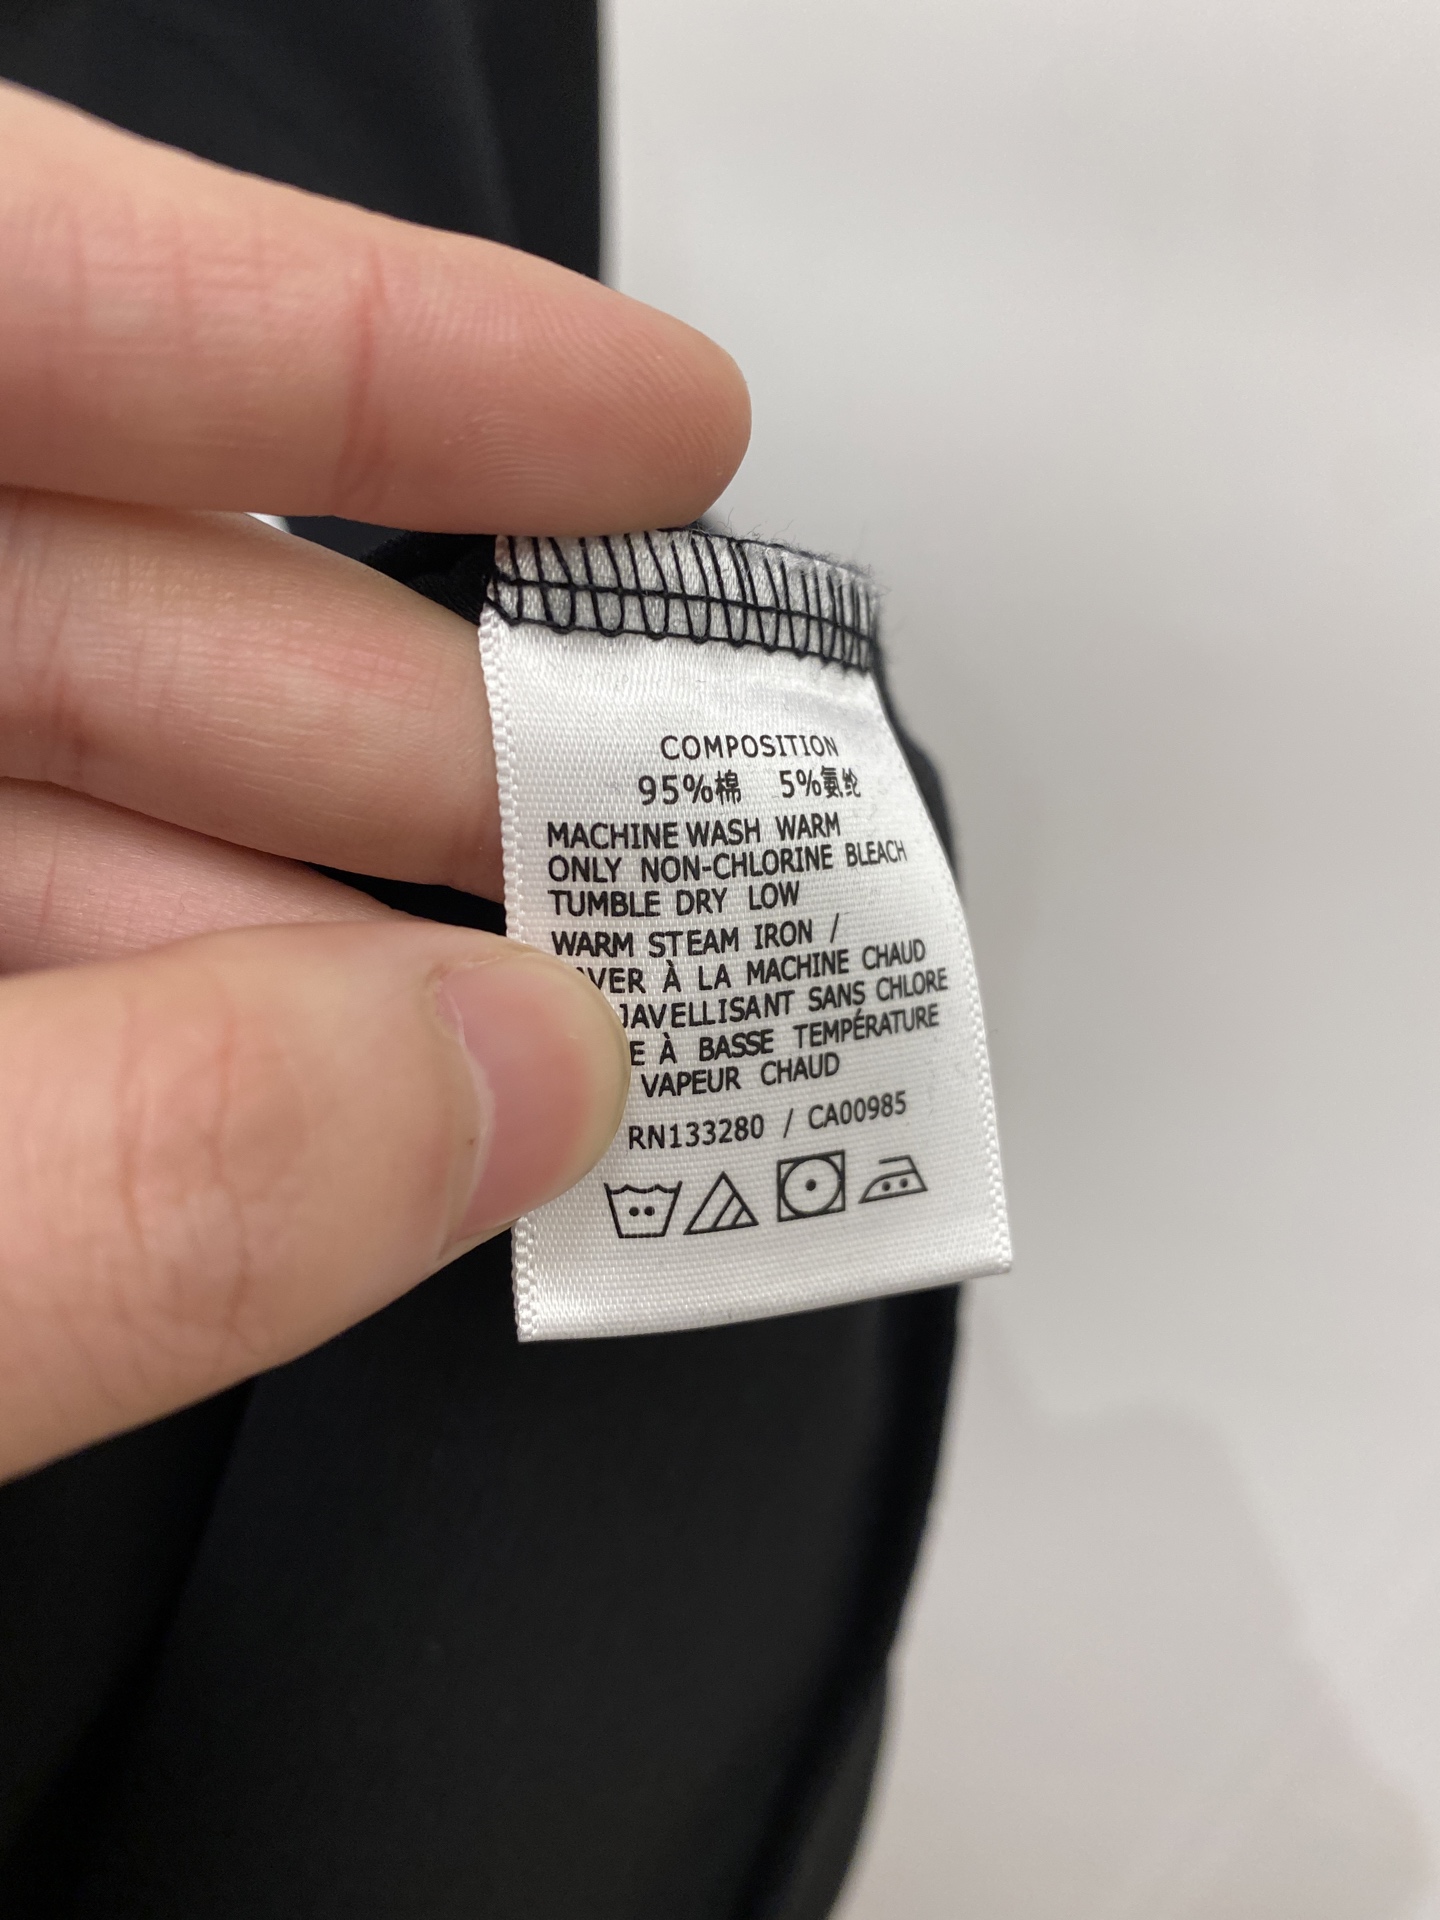 COMPOSITION
95%棉 5%氨纶
MACHINE WASH WARM
ONLY NON-CHLORINE BLEACH
TUMBLE DRY LOW
WARM STEAM IRON /
À LA MACHINE CHAUD
JAVELLISANT SANS CHLORE
À BASSE TEMPÉRATURE
VAPEUR CHAUD
RN133280 / CA00985